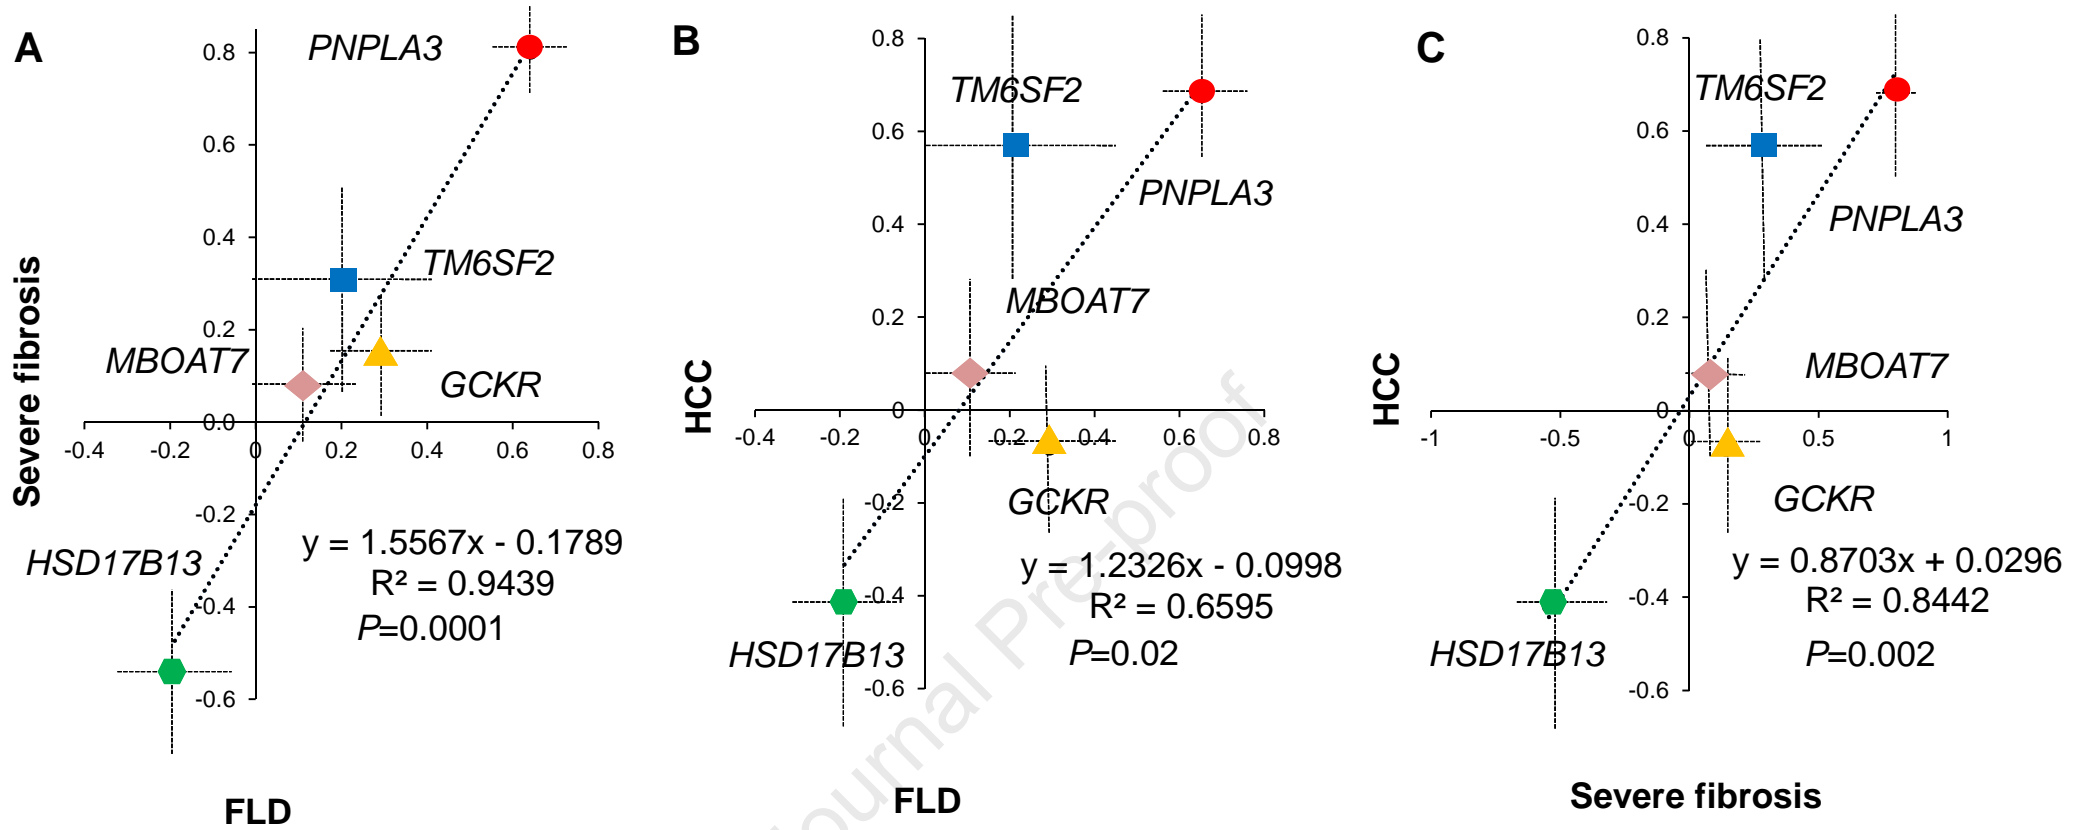 A
PNPLA3
TM6SF2
MBOAT7
GCKR
HSD17B13
0.8
0.6
0.4
0.2
0.0
-0.2
-0.4
-0.6
-0.4
-0.2
0
0.2
0.4
0.6
0.8
y = 1.5567x - 0.1789
R² = 0.9439
P=0.0001
Severe fibrosis
FLD
B
TM6SF2
PNPLA3
MBOAT7
GCKR
HSD17B13
0.8
0.6
0.4
0.2
0
-0.2
-0.4
-0.6
-0.4
-0.2
0
0.2
0.4
0.6
0.8
y = 1.2326x - 0.0998
R² = 0.6595
P=0.02
HCC
FLD
C
TM6SF2
PNPLA3
MBOAT7
GCKR
HSD17B13
0.8
0.6
0.4
0.2
0
-0.2
-0.4
-0.6
-1
-0.5
0
0.5
1
y = 0.8703x + 0.0296
R² = 0.8442
P=0.002
HCC
Severe fibrosis
Journal Pre-proof